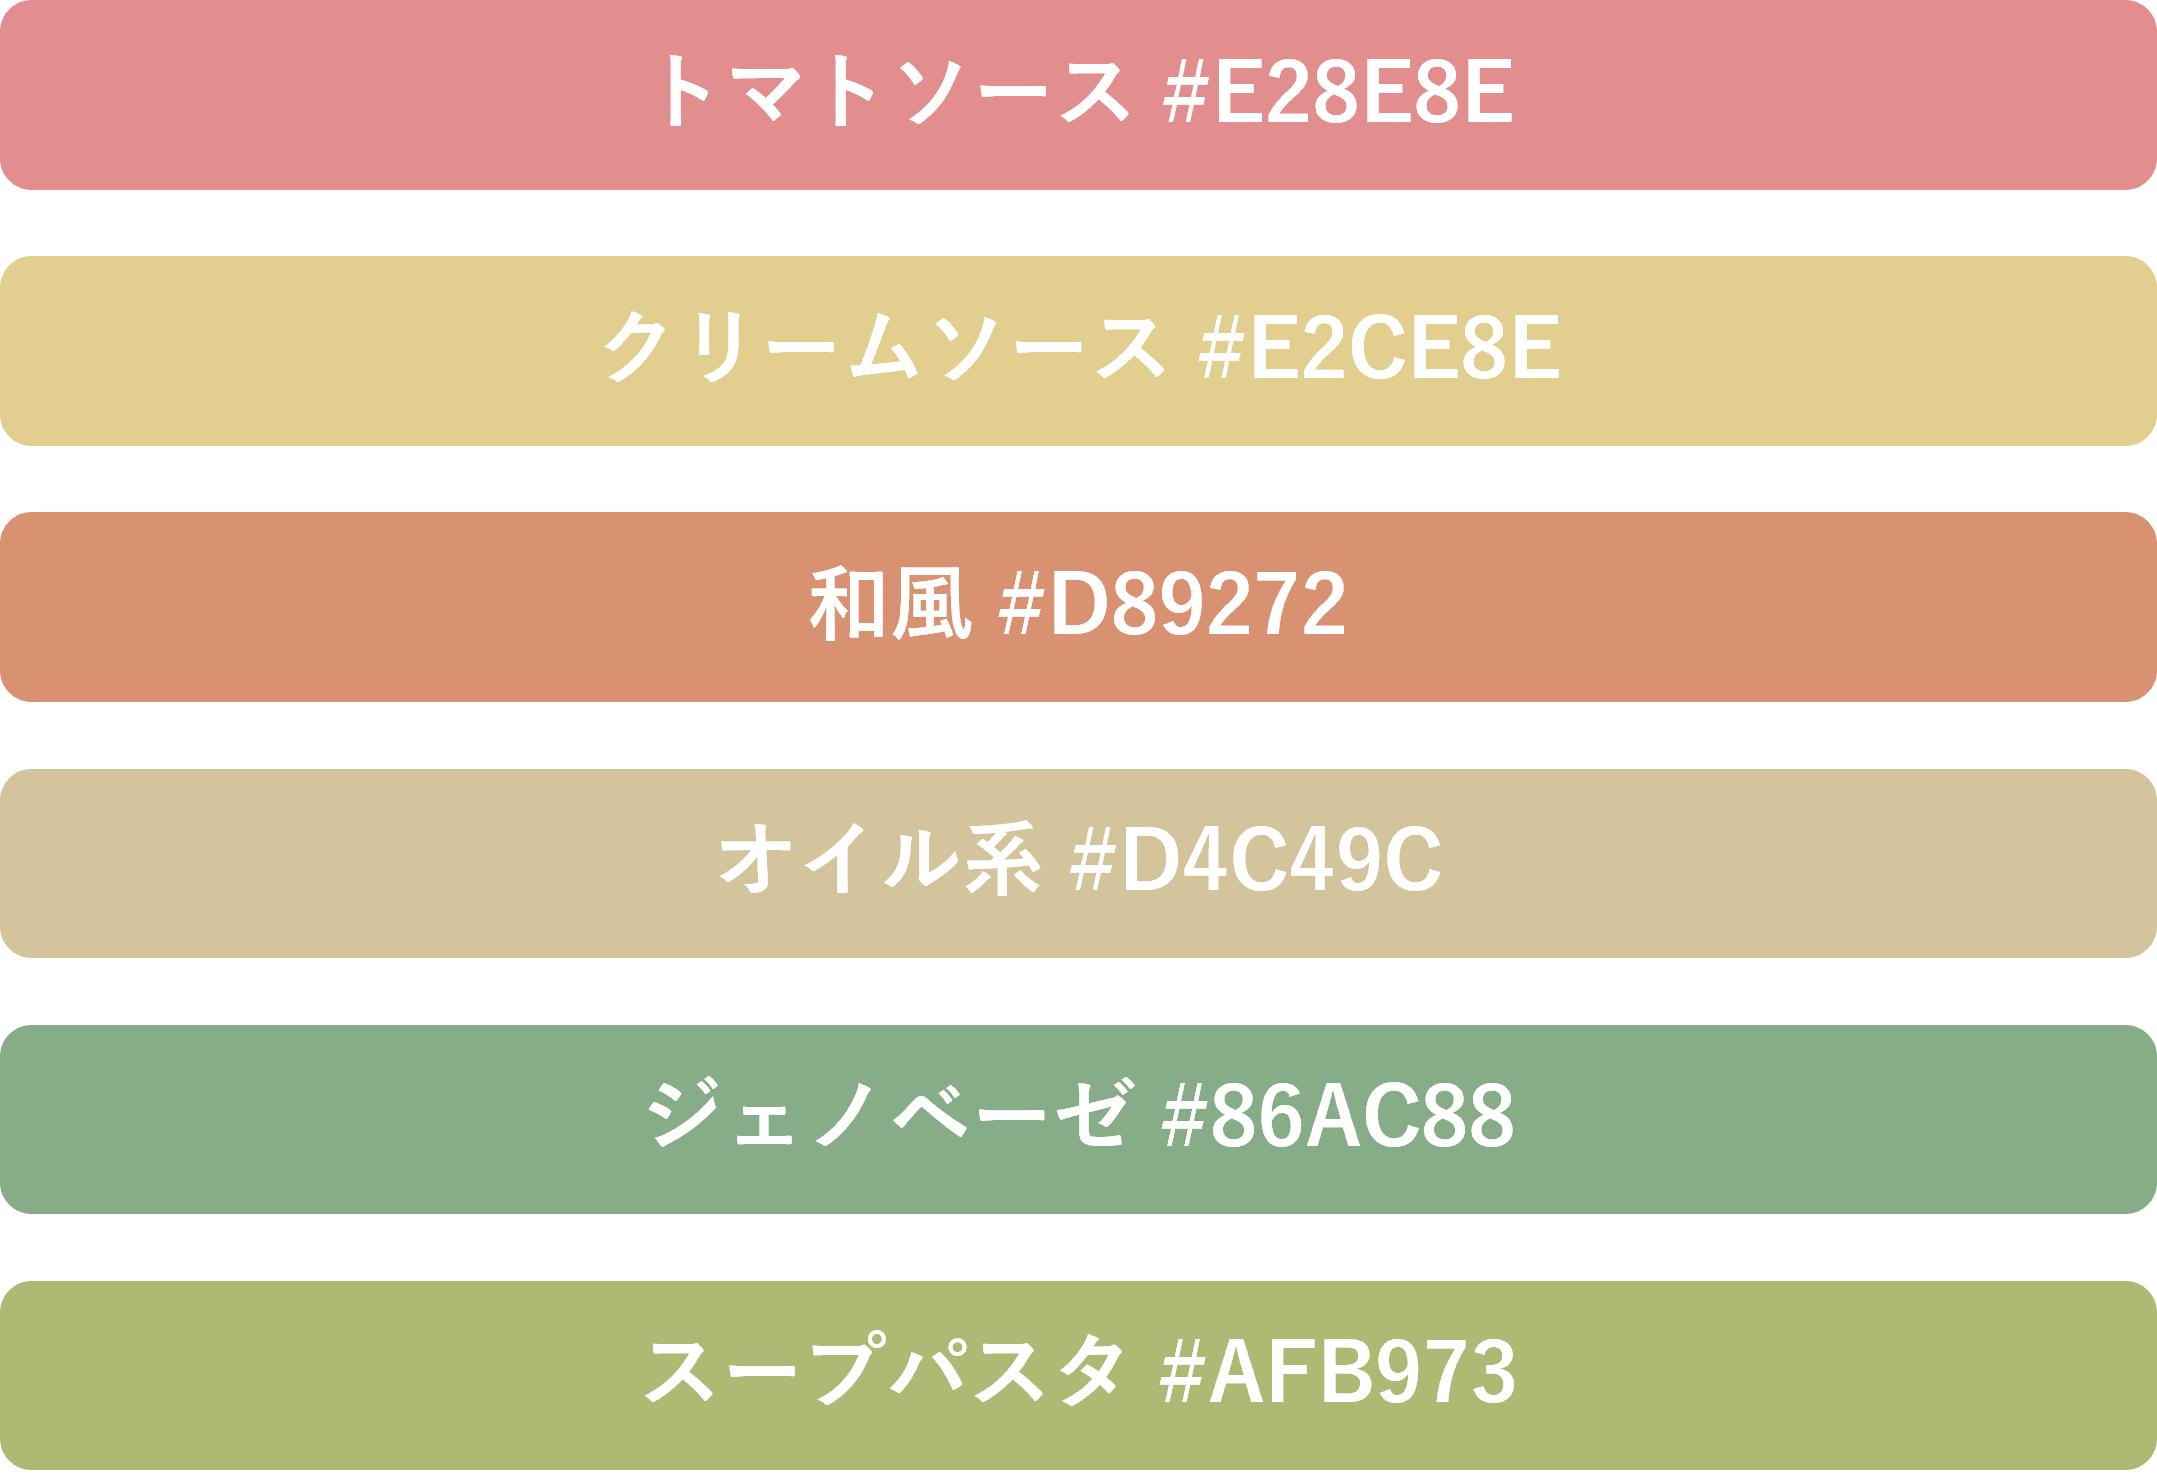 トマトソース #E28E8E
クリームソース #E2CE8E
和風 #D89272
オイル系 #D4C49C
ジェノベーゼ #86AC88
スープパスタ #AFB973